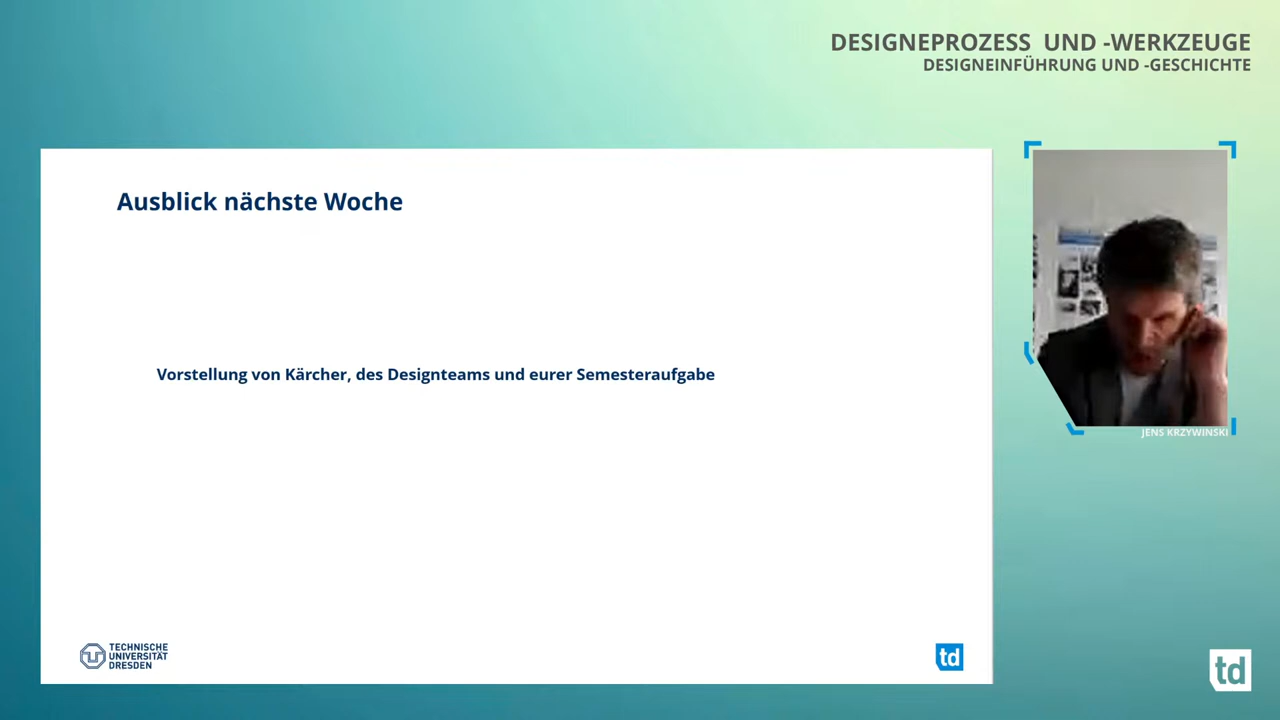 DESIGNEPROZESS UND -WERKZEUGE
DESIGNEINFÜHRUNG UND -GESCHICHTE
Ausblick nächste Woche
Vorstellung von Kärcher, des Designteams und eurer Semesteraufgabe
JENS KRZYWINSKI
TECHNISCHE
UNIVERSITÄT
DRESDEN
td
td